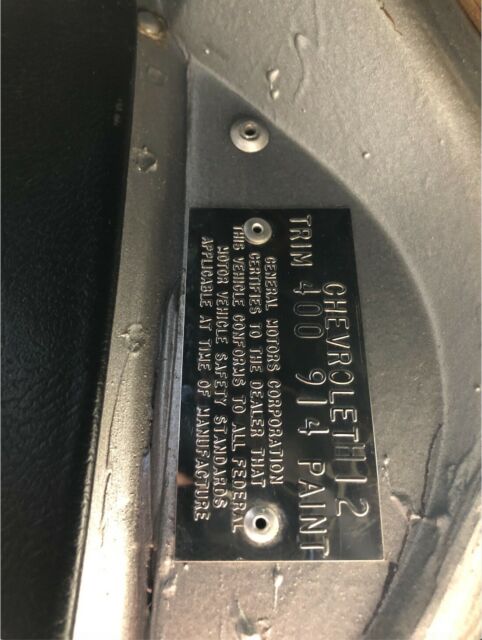 CHEVROLET H12
TRIM 400 914 PAINT
GENERAL MOTORS CORPORATION
CERTIFIES TO THE DEALER THAT
THIS VEHICLE CONFORMS TO ALL FEDERAL
MOTOR VEHICLE SAFETY STANDARDS
APPLICABLE AT TIME OF MANUFACTURE